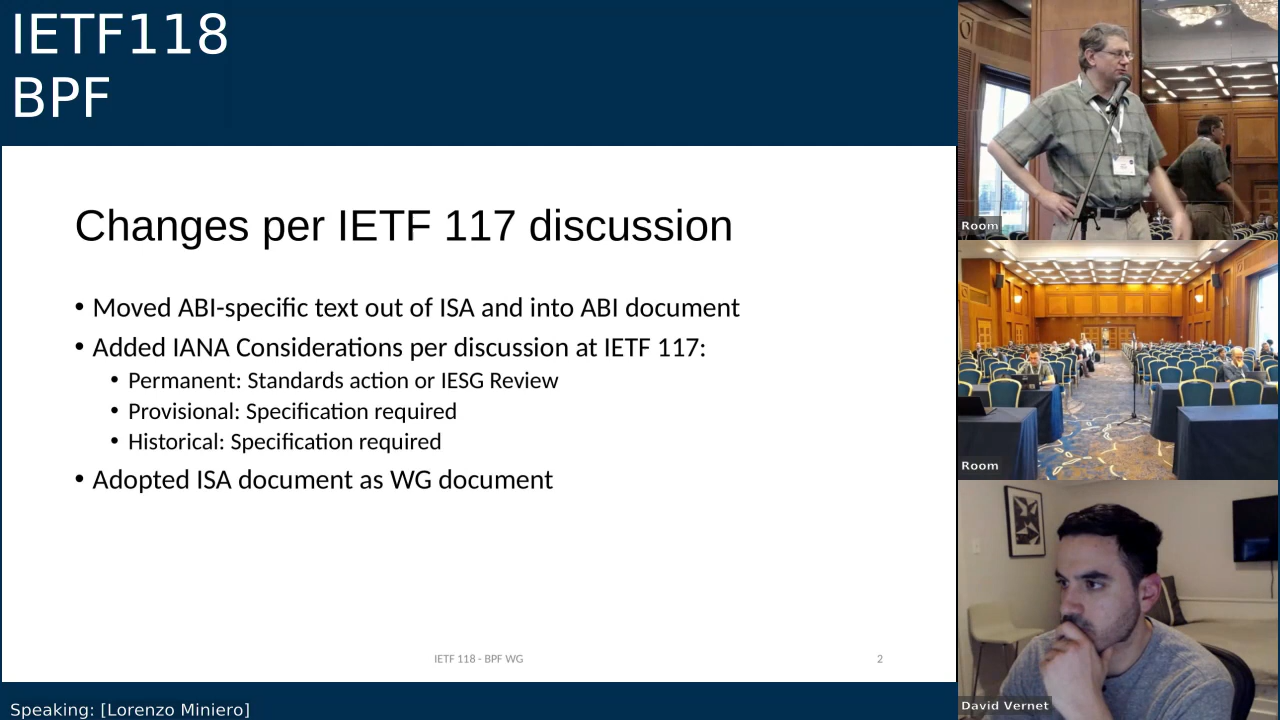 IETF118
BPF
Changes per IETF 117 discussion
• Moved ABI-specific text out of ISA and into ABI document
• Added IANA Considerations per discussion at IETF 117:
• Permanent: Standards action or IESG Review
• Provisional: Specification required
• Historical: Specification required
• Adopted ISA document as WG document
IETF 118 - BPF WG
2
Speaking: [Lorenzo Miniero]
Room
Room
David Vernet